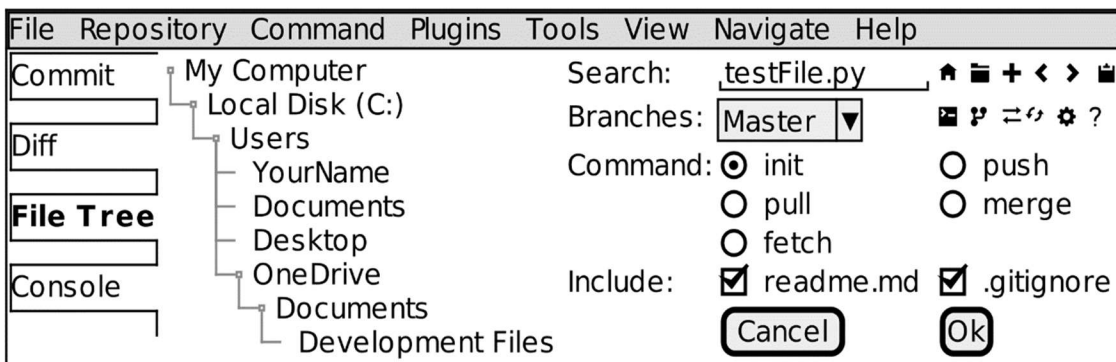 File Repository Command Plugins Tools View Navigate Help
Commit
Diff
File Tree
Console
My Computer
Local Disk (C:)
Users
YourName
Documents
Desktop
OneDrive
Documents
Development Files
Search: testFile.py
Branches: Master
Command: init push
pull merge
fetch
Include: readme.md .gitignore
Cancel Ok
?